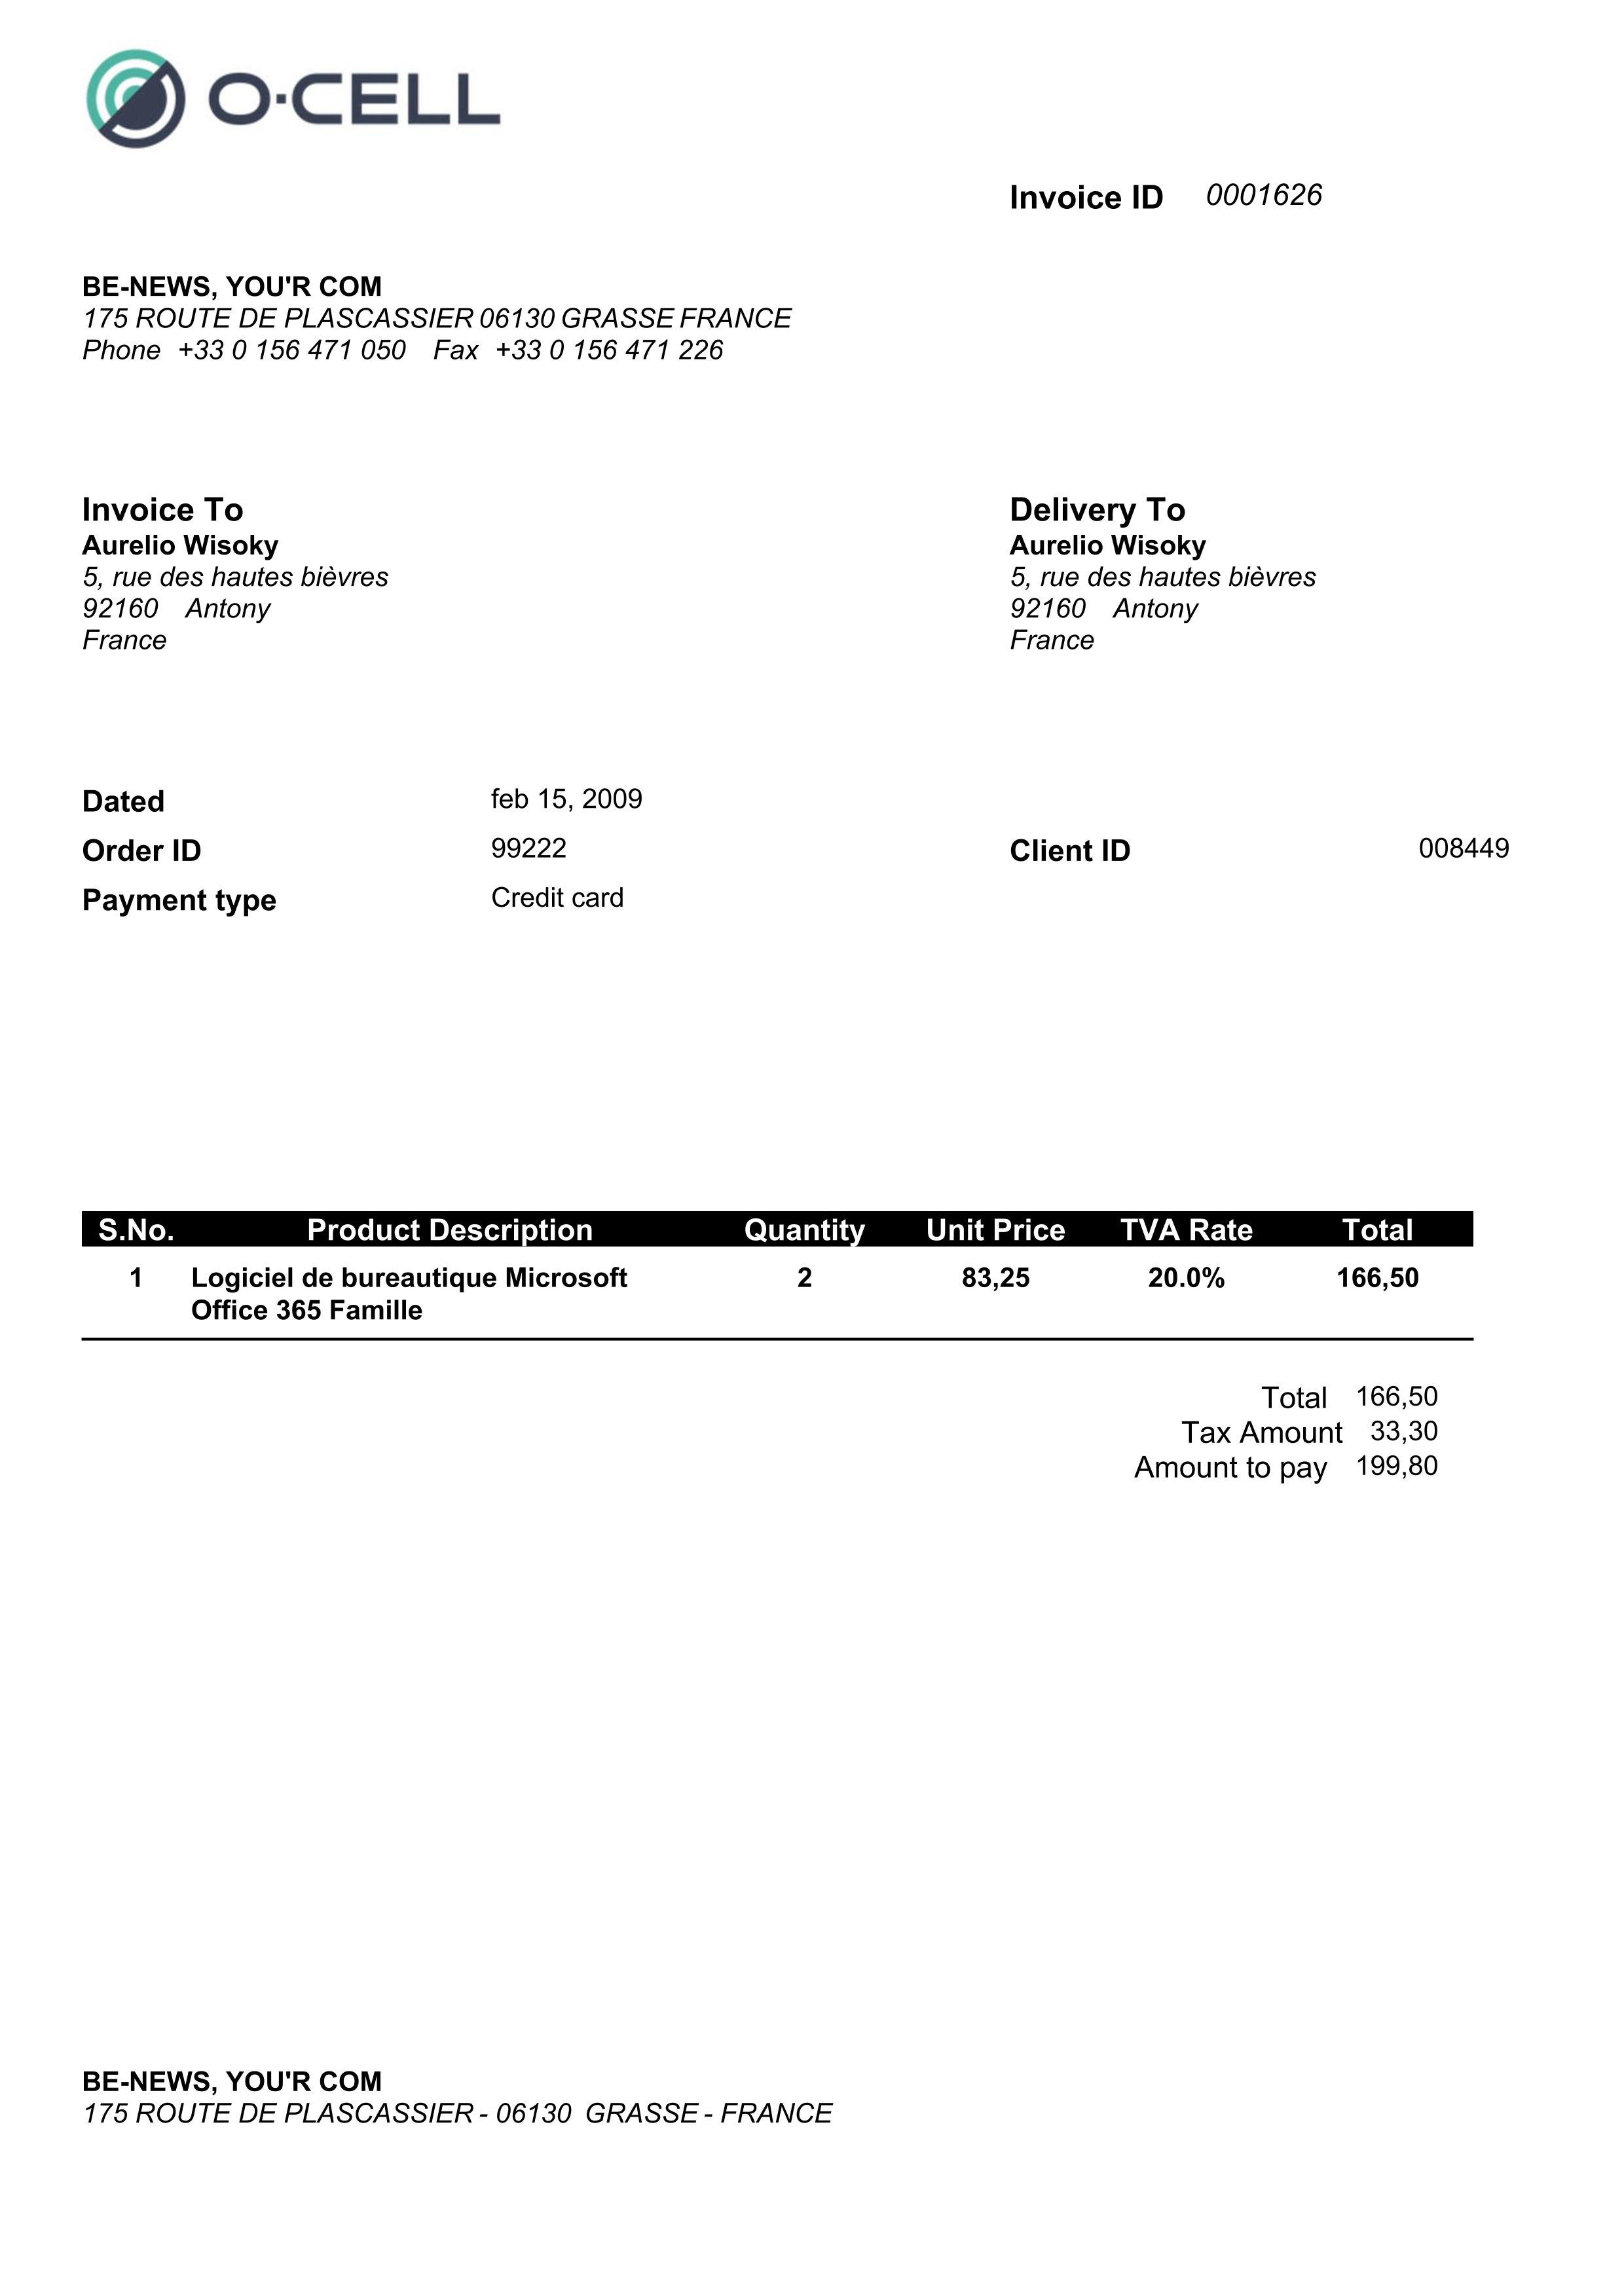 O·CELL
Invoice ID 0001626
BE-NEWS, YOU'R COM
175 ROUTE DE PLASCASSIER 06130 GRASSE FRANCE
Phone +33 0 156 471 050 Fax +33 0 156 471 226
Invoice To
Aurelio Wisoky
5, rue des hautes bièvres
92160 Antony
France
Delivery To
Aurelio Wisoky
5, rue des hautes bièvres
92160 Antony
France
Dated feb 15, 2009
Order ID 99222 Client ID 008449
Payment type Credit card
S.No. Product Description Quantity Unit Price TVA Rate Total
1 Logiciel de bureautique Microsoft 2 83,25 20.0% 166,50
Office 365 Famille
Total 166,50
Tax Amount 33,30
Amount to pay 199,80
BE-NEWS, YOU'R COM
175 ROUTE DE PLASCASSIER - 06130 GRASSE - FRANCE